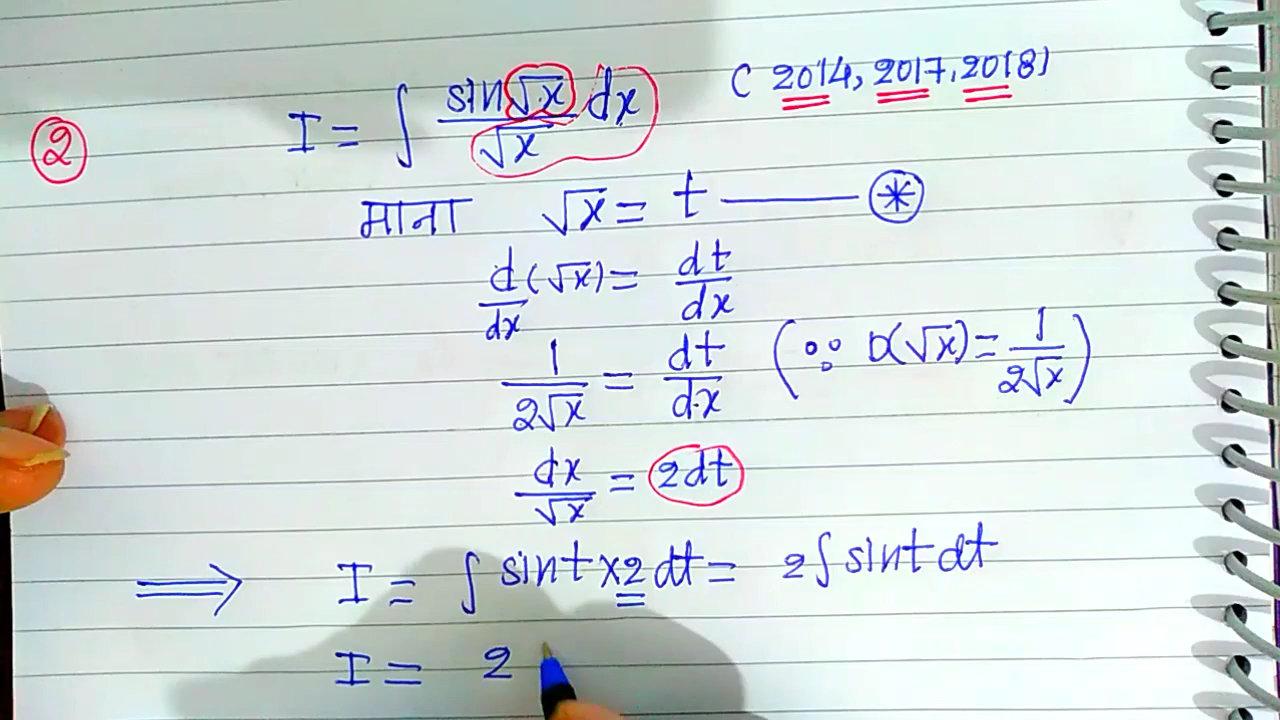 ② I = ∫ sin√x / √x dx (2014, 2017, 2018)
माना √x = t ——— ⊛
d/dx (√x) = dt/dx
1/2√x = dt/dx (∵ D(√x) = 1/2√x)
dx/√x = 2dt
⟹ I = ∫ sint × 2 dt = 2∫ sint dt
I = 2